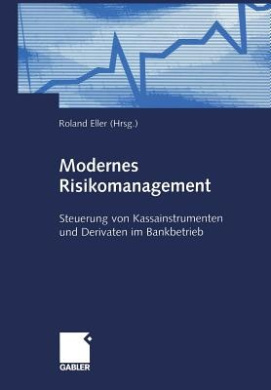 Roland Eller (Hrsg.)
Modernes
Risikomanagement
Steuerung von Kassainstrumenten
und Derivaten im Bankbetrieb
GABLER